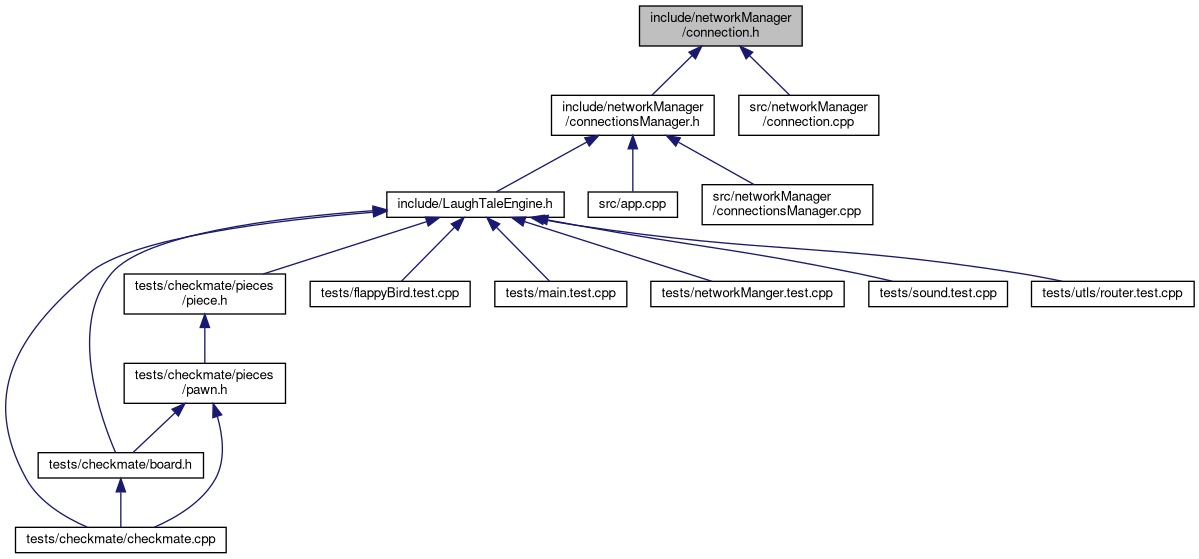 include/networkManager
/connection.h
include/networkManager
/connectionsManager.h
src/networkManager
/connection.cpp
include/LaughTaleEngine.h
src/app.cpp
src/networkManager
/connectionsManager.cpp
tests/checkmate/pieces
/piece.h
tests/flappyBird.test.cpp
tests/main.test.cpp
tests/networkManger.test.cpp
tests/sound.test.cpp
tests/utls/router.test.cpp
tests/checkmate/pieces
/pawn.h
tests/checkmate/board.h
tests/checkmate/checkmate.cpp